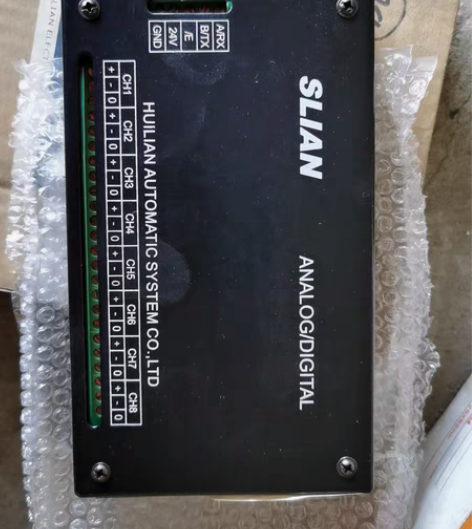 SLIAN
ANALOG/DIGITAL
A/RX
B/TX
/E
24V
GND
HUILIAN AUTOMATIC SYSTEM CO.,LTD
CH1 CH2 CH3 CH4 CH5 CH6 CH7 CH8
+ - 0 + - 0 + - 0 + - 0 + - 0 + - 0 + - 0 + - 0